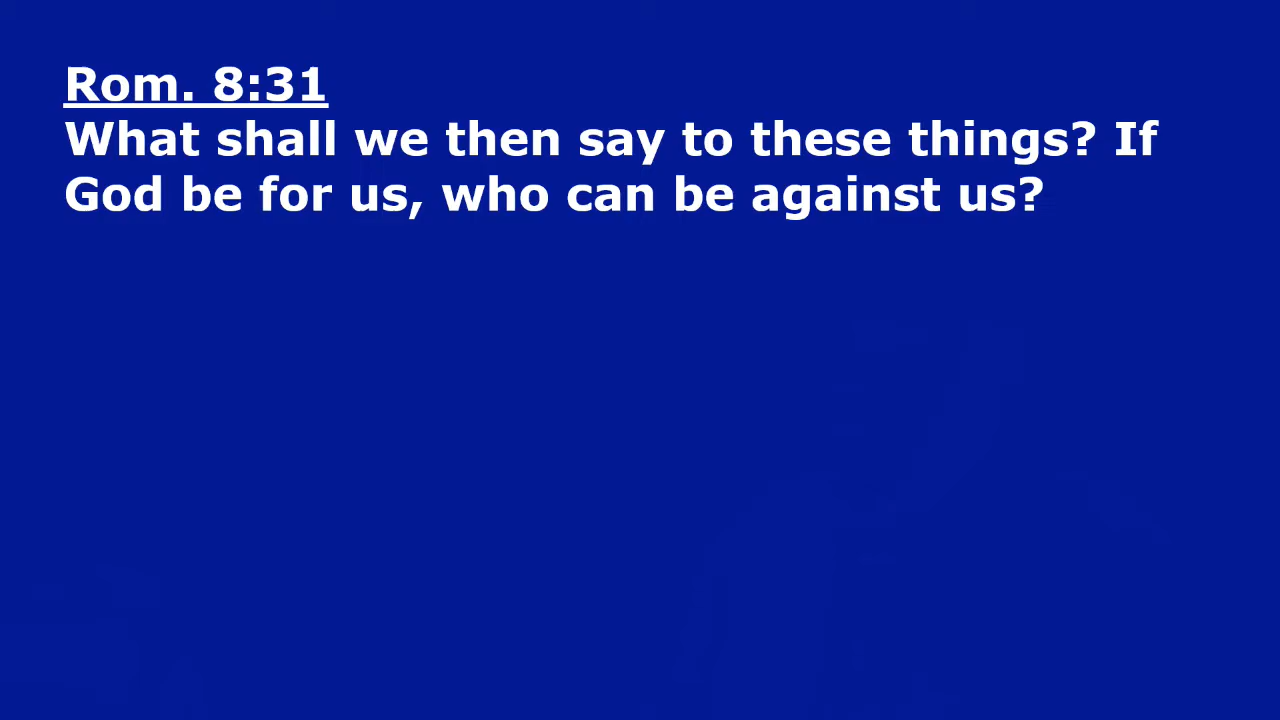 Rom. 8:31
What shall we then say to these things? If
God be for us, who can be against us?